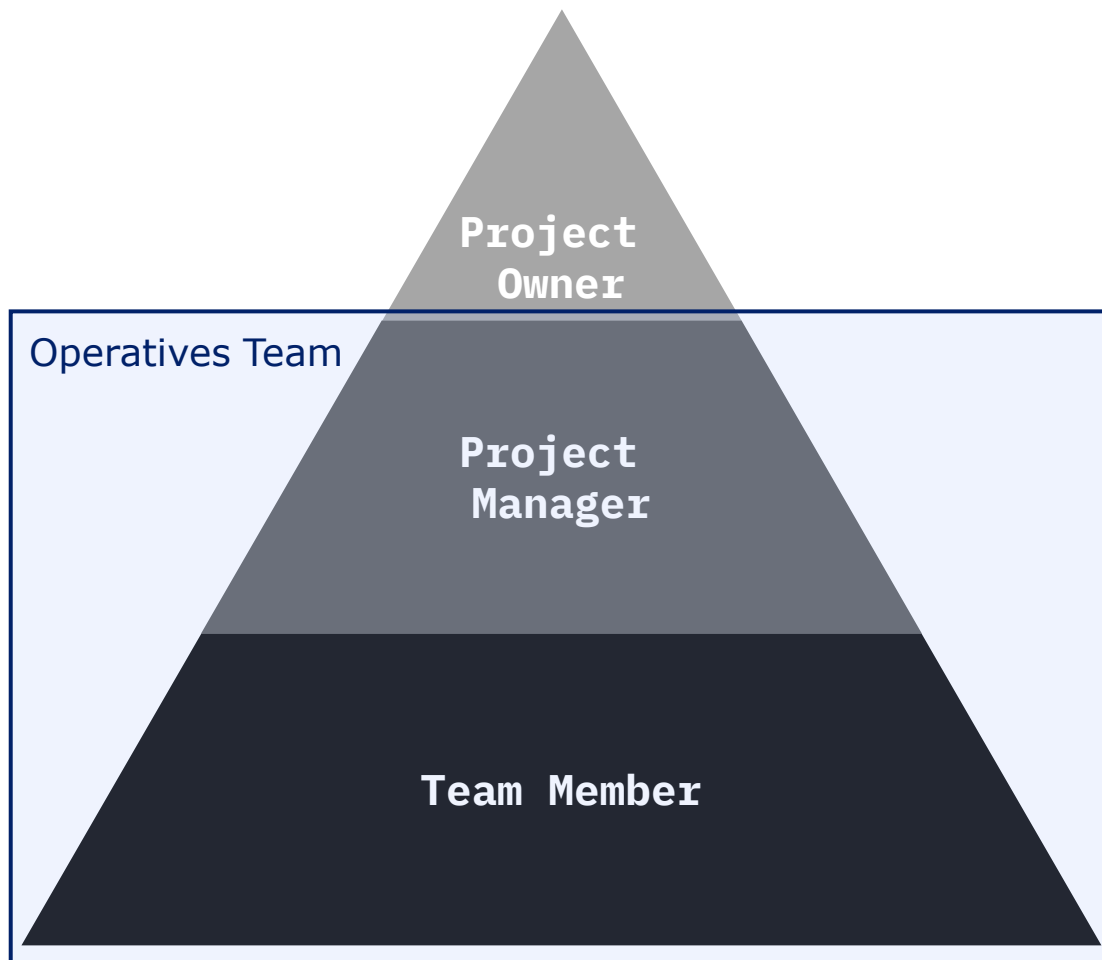 Project
Owner
Operatives Team
Project
Manager
Team Member